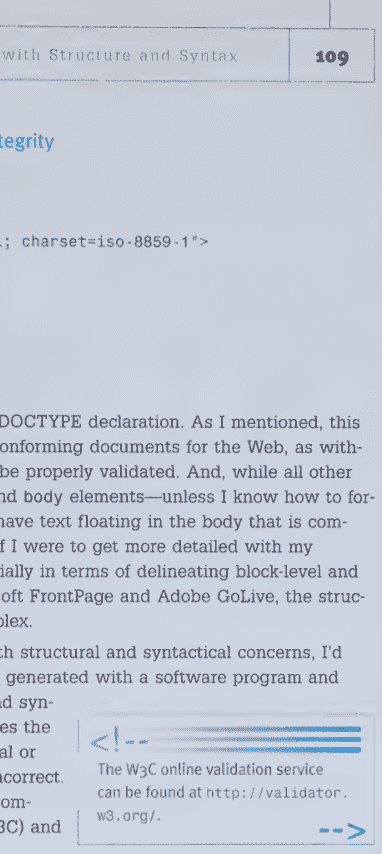 with Structure and Syntax 109
tegrity
; charset=iso-8859-1">
DOCTYPE declaration. As I mentioned, this
onforming documents for the Web, as with-
be properly validated. And, while all other
nd body elements—unless I know how to for-
have text floating in the body that is com-
f I were to get more detailed with my
ially in terms of delineating block-level and
oft FrontPage and Adobe GoLive, the struc-
plex.
th structural and syntactical concerns, I'd
generated with a software program and
nd syn-
es the
al or
ncorrect.
om-
3C) and
<!--
The W3C online validation service
can be found at http://validator.
w3.org/.
-->